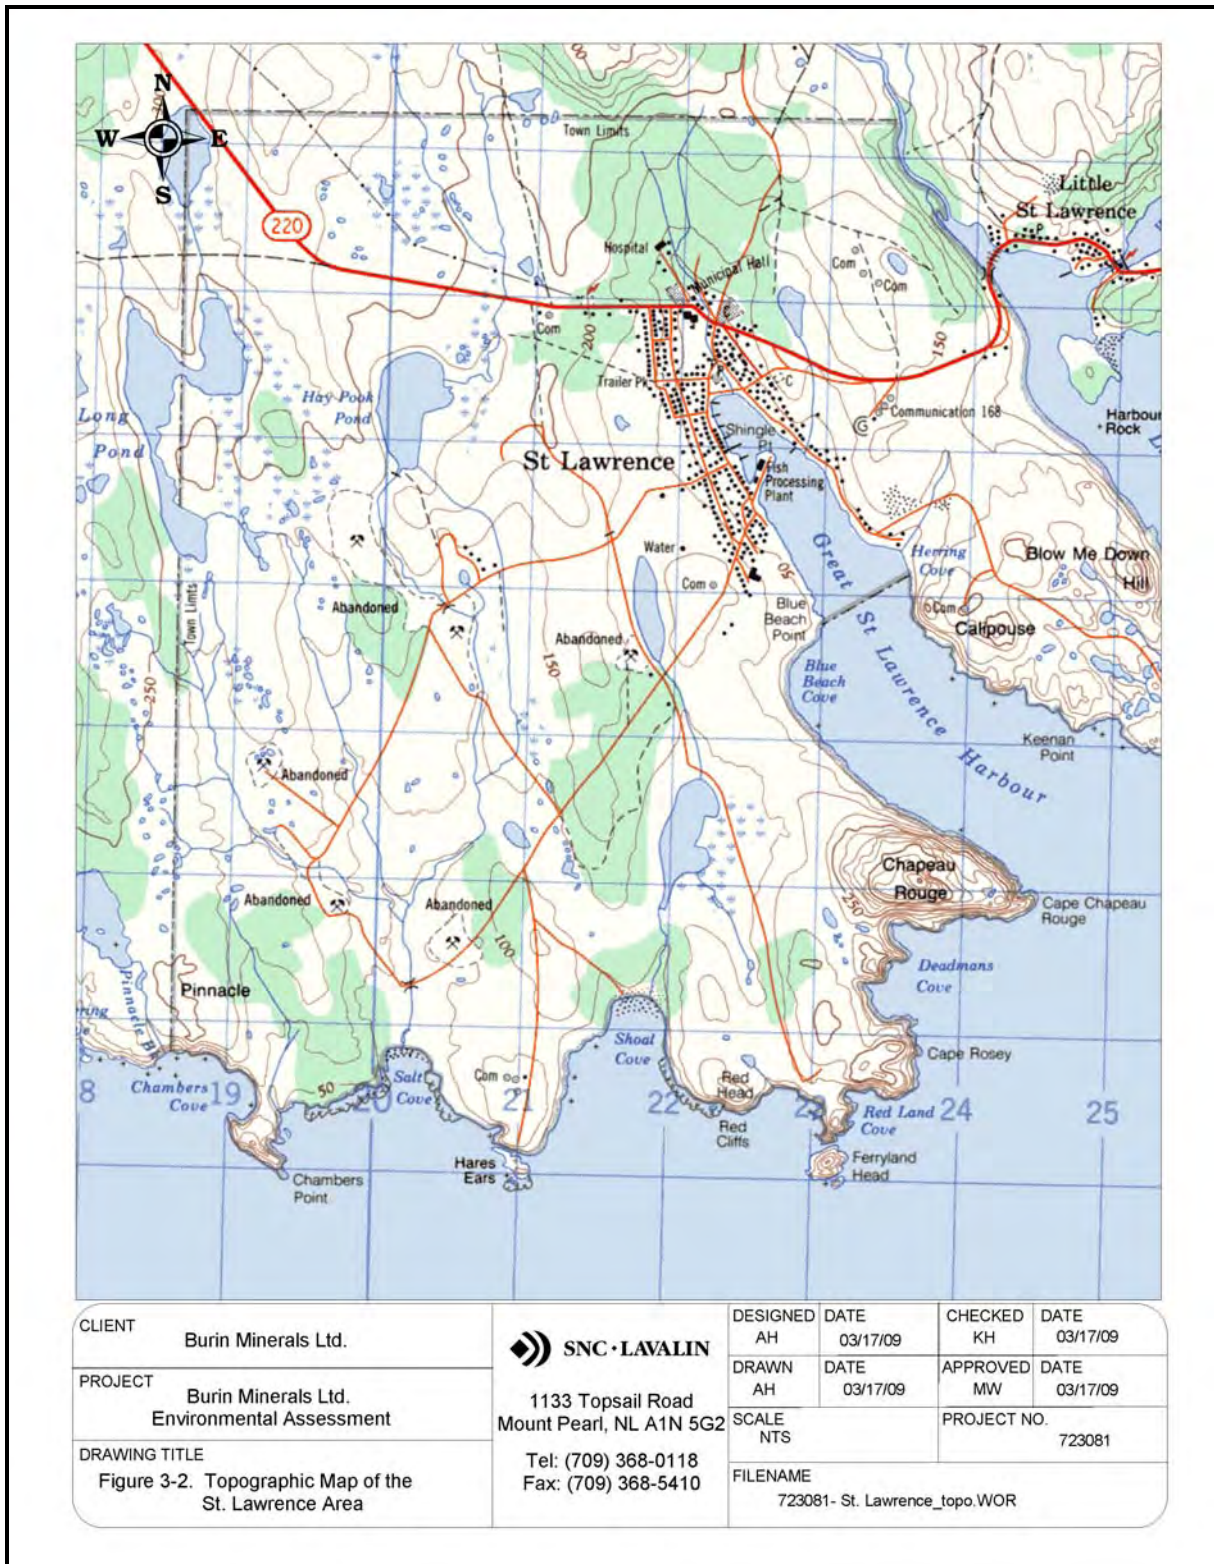 N
W E
S
300
00
Town Limits
220
Little
St Lawrence
P
Hospital
Municipal Hall
Com
Com
Com
200
150
Trailer Pk
P
C
C
Communication 168
G
Hay Pook
Pond
Long
Pond
Shingle
Pt
Harbour
Rock
St Lawrence
Fish
Processing
Plant
Water
Com
50
Great St Lawrence Harbour
Herring
Cove
Blow Me Down
Hill
Abandoned
Town Limits
Blue
Beach
Point
Com
Calipouse
Abandoned
Blue
Beach
Cove
150
250
Keenan
Point
Abandoned
Chapeau
Rouge
250
Cape Chapeau
Rouge
Abandoned
Abandoned
100
Deadmans
Cove
Pinnacle
Pinnacle
Shoal
Cove
Cape Rosey
Chambers
Cove
50
Salt
Cove
Com
Red
Head
8 19 20 21 22 23 24 25
Red Land
Cove
Red
Cliffs
Hares
Ears
Ferryland
Head
Chambers
Point
CLIENT
Burin Minerals Ltd.
PROJECT
Burin Minerals Ltd.
Environmental Assessment
DRAWING TITLE
Figure 3-2. Topographic Map of the
St. Lawrence Area
SNC·LAVALIN
1133 Topsail Road
Mount Pearl, NL A1N 5G2
Tel: (709) 368-0118
Fax: (709) 368-5410
DESIGNED DATE CHECKED DATE
AH 03/17/09 KH 03/17/09
DRAWN DATE APPROVED DATE
AH 03/17/09 MW 03/17/09
SCALE PROJECT NO.
NTS 723081
FILENAME
723081- St. Lawrence_topo.WOR